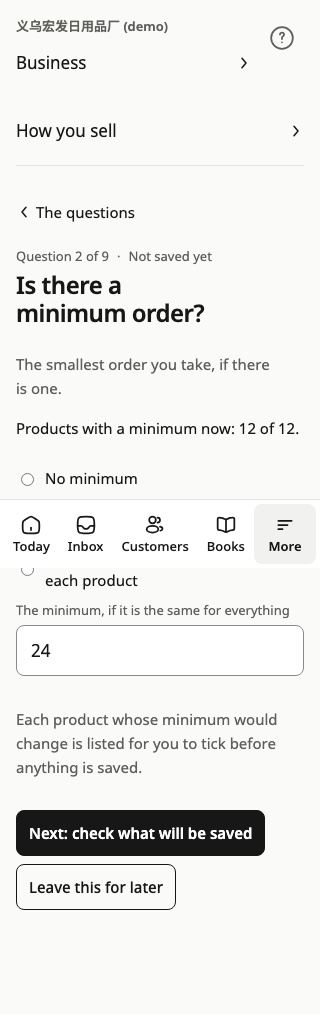 义乌宏发日用品厂 (demo)
Business
How you sell
The questions
Question 2 of 9 · Not saved yet
Is there a
minimum order?
The smallest order you take, if there
is one.
Products with a minimum now: 12 of 12.
No minimum
Today Inbox Customers Books More
each product
The minimum, if it is the same for everything
24
Each product whose minimum would
change is listed for you to tick before
anything is saved.
Next: check what will be saved
Leave this for later